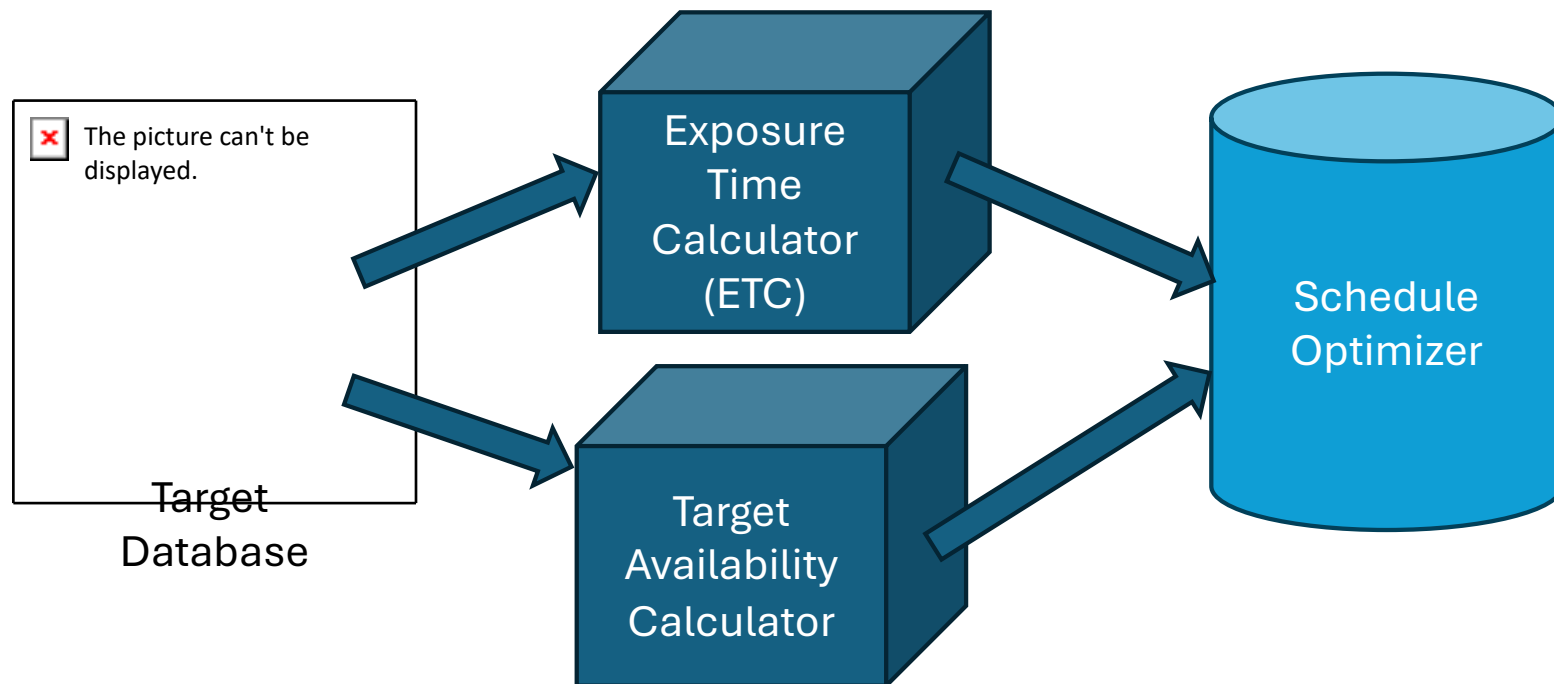 The picture can't be
displayed.
Target
Database
Exposure
Time
Calculator
(ETC)
Target
Availability
Calculator
Schedule
Optimizer